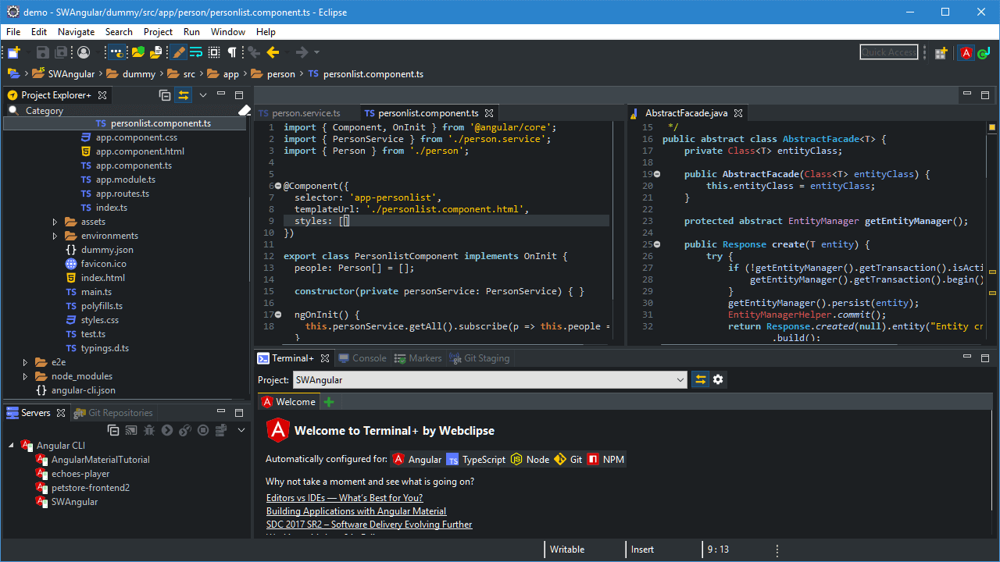 demo - SWAngular/dummy/src/app/person/personlist.component.ts - Eclipse
File Edit Navigate Search Project Run Window Help
Quick Access
SWAngular dummy src app person TS personlist.component.ts
Project Explorer+
Category
TS personlist.component.ts
app.component.css
app.component.html
TS app.component.ts
TS app.module.ts
TS app.routes.ts
TS index.ts
assets
environments
{} dummy.json
favicon.ico
index.html
TS main.ts
TS polyfills.ts
styles.css
TS test.ts
TS typings.d.ts
e2e
node_modules
{} angular-cli.json
Servers Git Repositories
Angular CLI
AngularMaterialTutorial
echoes-player
petstore-frontend2
SWAngular
TS person.service.ts TS personlist.component.ts
1 import { Component, OnInit } from '@angular/core';
2 import { PersonService } from './person.service';
3 import { Person } from './person';
4
5
6 @Component({
7 selector: 'app-personlist',
8 templateUrl: './personlist.component.html',
9 styles: []
10 })
11
12 export class PersonlistComponent implements OnInit {
13 people: Person[] = [];
14
15 constructor(private personService: PersonService) { }
16
17 ngOnInit() {
18 this.personService.getAll().subscribe(p => this.people =
}
AbstractFacade.java
15 */
16 public abstract class AbstractFacade<T> {
17 private Class<T> entityClass;
18
19 public AbstractFacade(Class<T> entityClass) {
20 this.entityClass = entityClass;
21 }
22
23 protected abstract EntityManager getEntityManager();
24
25 public Response create(T entity) {
26 try {
27 if (!getEntityManager().getTransaction().isActi
28 getEntityManager().getTransaction().begin()
29 }
30 getEntityManager().persist(entity);
31 EntityManagerHelper.commit();
32 return Response.created(null).entity("Entity cr
.build();
Terminal+ Console Markers Git Staging
Project: SWAngular
Welcome
Welcome to Terminal+ by Webclipse
Automatically configured for: Angular TS TypeScript Node Git NPM
Why not take a moment and see what is going on?
Editors vs IDEs — What's Best for You?
Building Applications with Angular Material
SDC 2017 SR2 – Software Delivery Evolving Further
Writable Insert 9 : 13